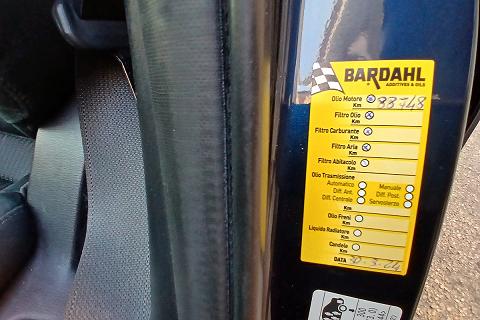 BARDAHL
ADDITIVES & OILS
Olio Motore 83748
Km
Filtro Olio
Km
Filtro Carburante
Km
Filtro Aria
Km
Filtro Abitacolo
Km
Olio Trasmissione
Automatico Manuale
Diff. Ant. Diff. Post.
Diff. Centrale Servosterzo
Km
Olio Freni
Km
Liquido Radiatore
Km
Candele
Km
DATA